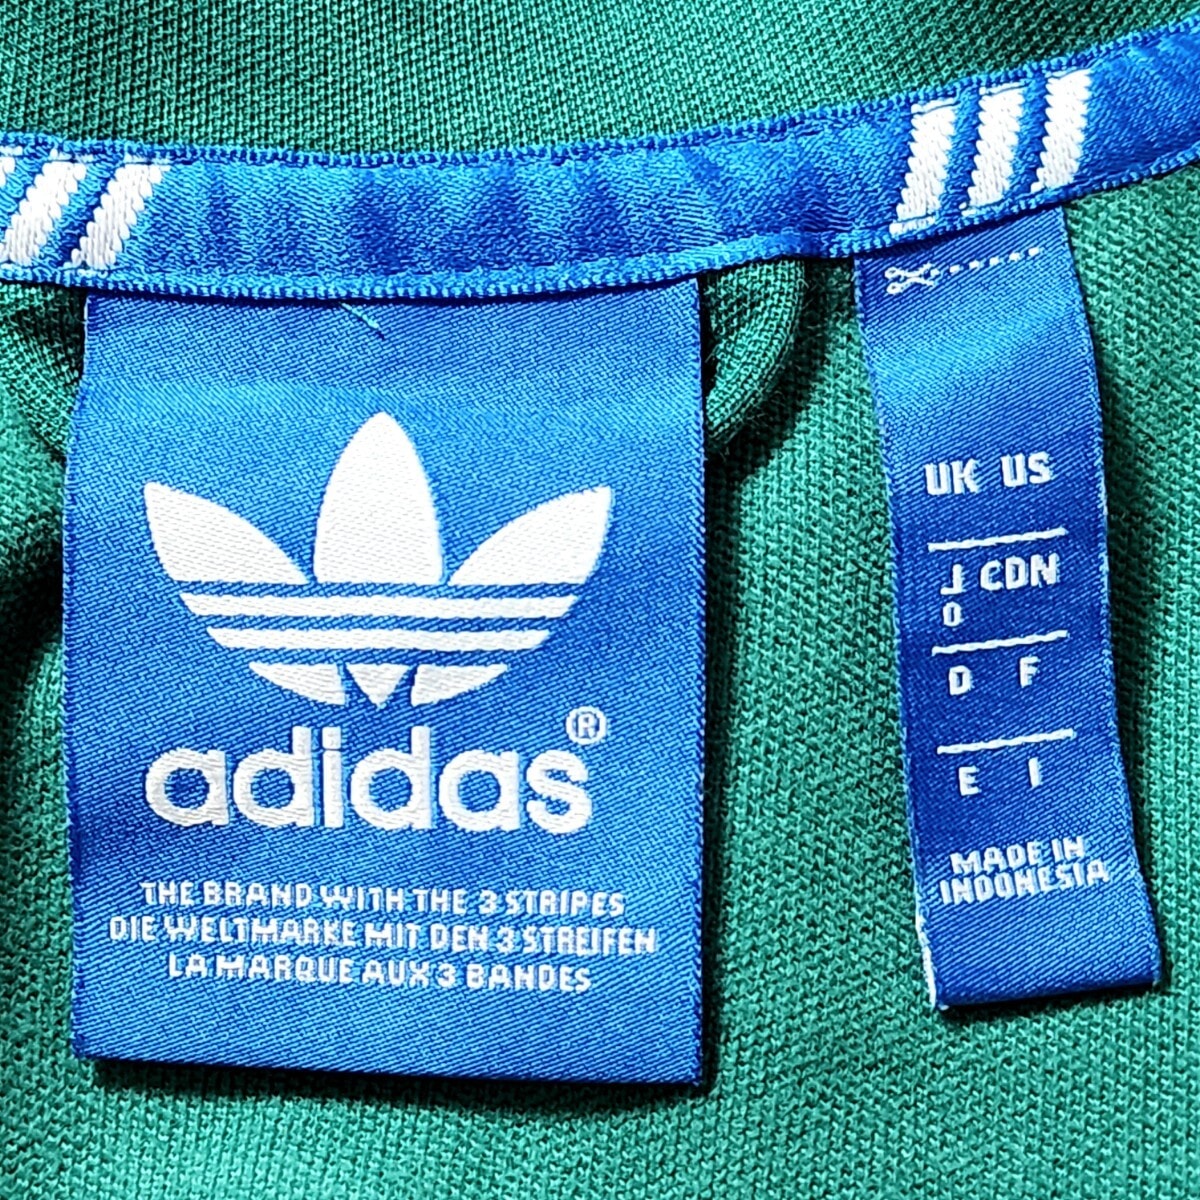 adidas®
THE BRAND WITH THE 3 STRIPES
DIE WELTMARKE MIT DEN 3 STREIFEN
LA MARQUE AUX 3 BANDES
UK US
J CDN
O
D F
E I
MADE IN
INDONESIA